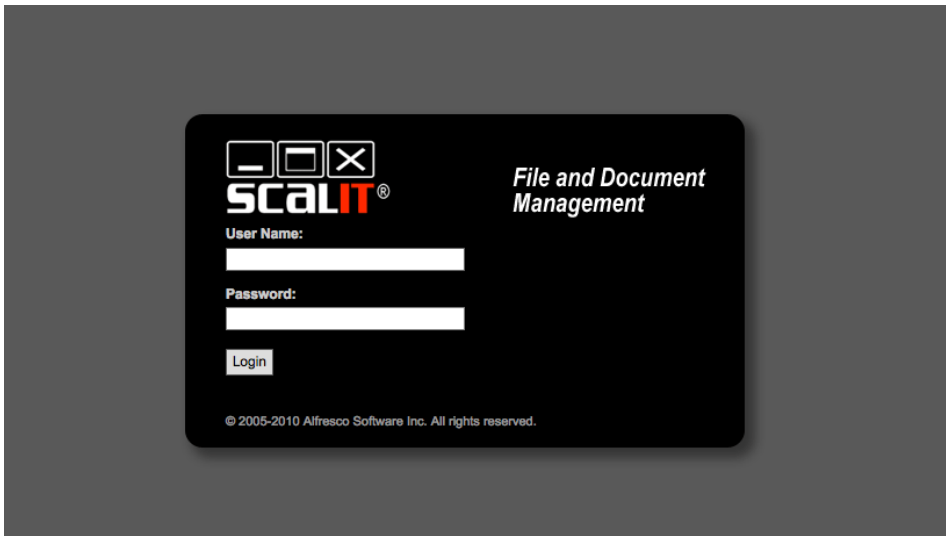 scalIT®
File and Document
Management
User Name:
Password:
Login
© 2005-2010 Alfresco Software Inc. All rights reserved.